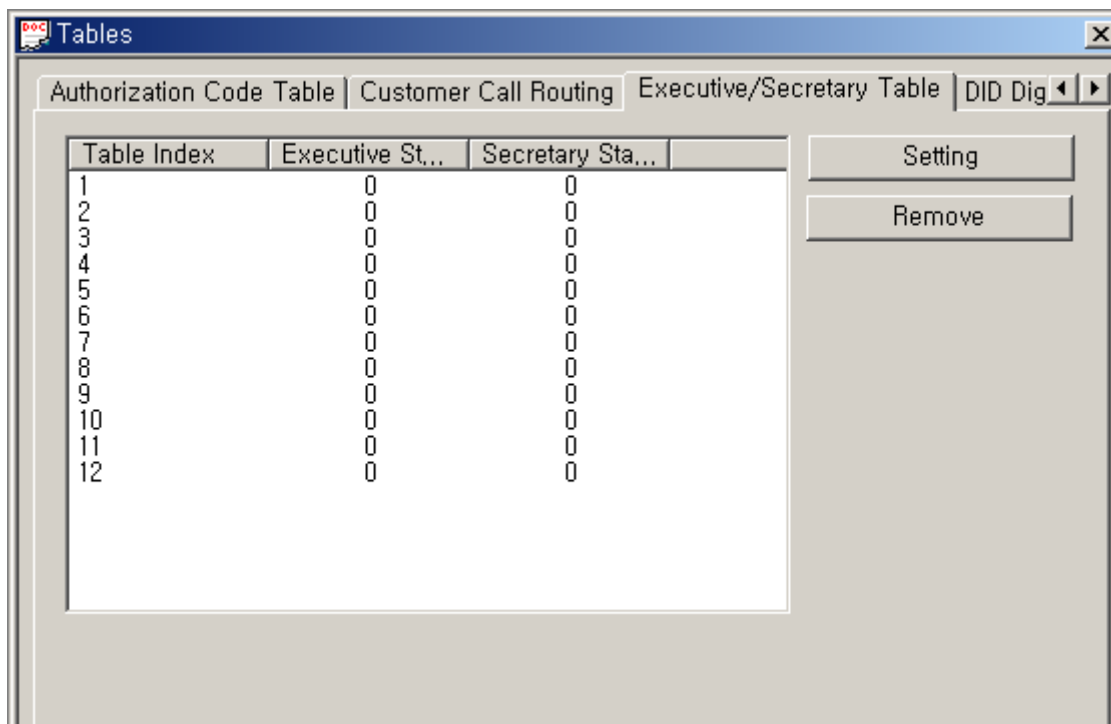 DOC Tables
Authorization Code Table Customer Call Routing Executive/Secretary Table DID Dig
Table Index Executive St... Secretary Sta... Setting
1 0 0
2 0 0
Remove
3 0 0
4 0 0
5 0 0
6 0 0
7 0 0
8 0 0
9 0 0
10 0 0
11 0 0
12 0 0